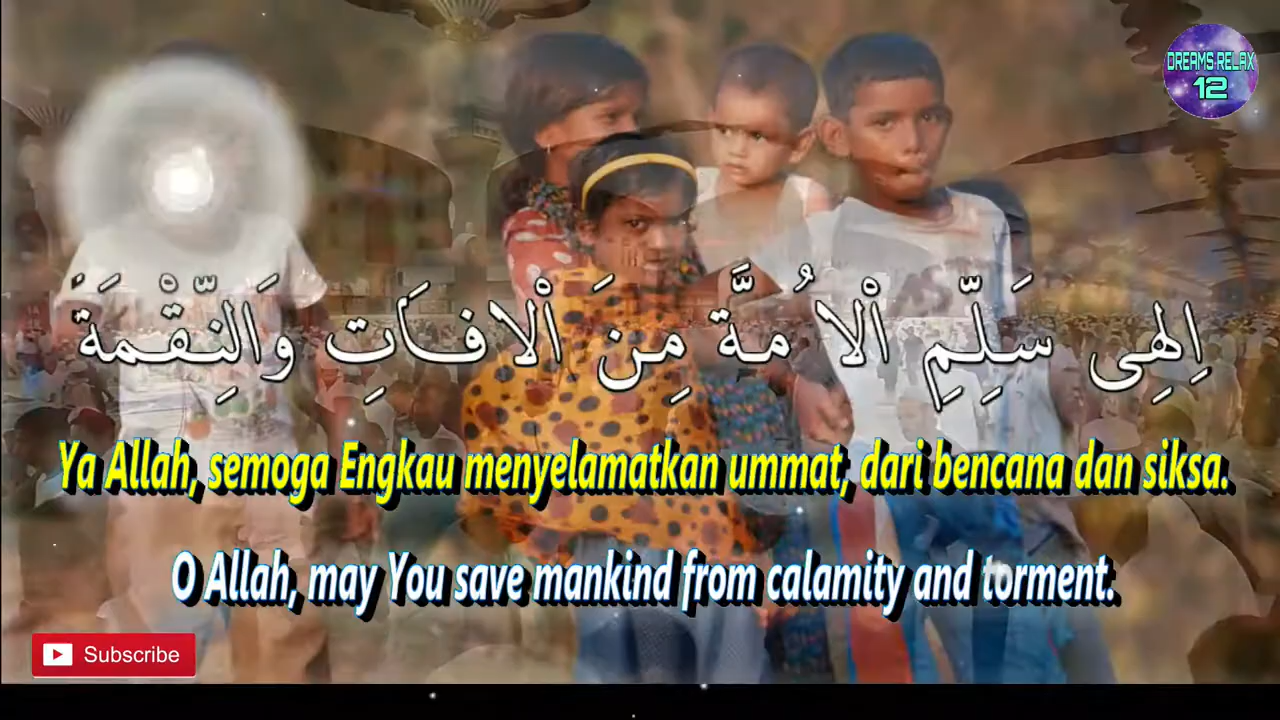 DREAMS RELAX
12
اِلٰهِى سَلِّمِ الْاُمَّةَ مِنَ الْاَفَاتِ وَالنِّقْمَةَ
Ya Allah, semoga Engkau menyelamatkan ummat, dari bencana dan siksa.
O Allah, may You save mankind from calamity and torment.
Subscribe